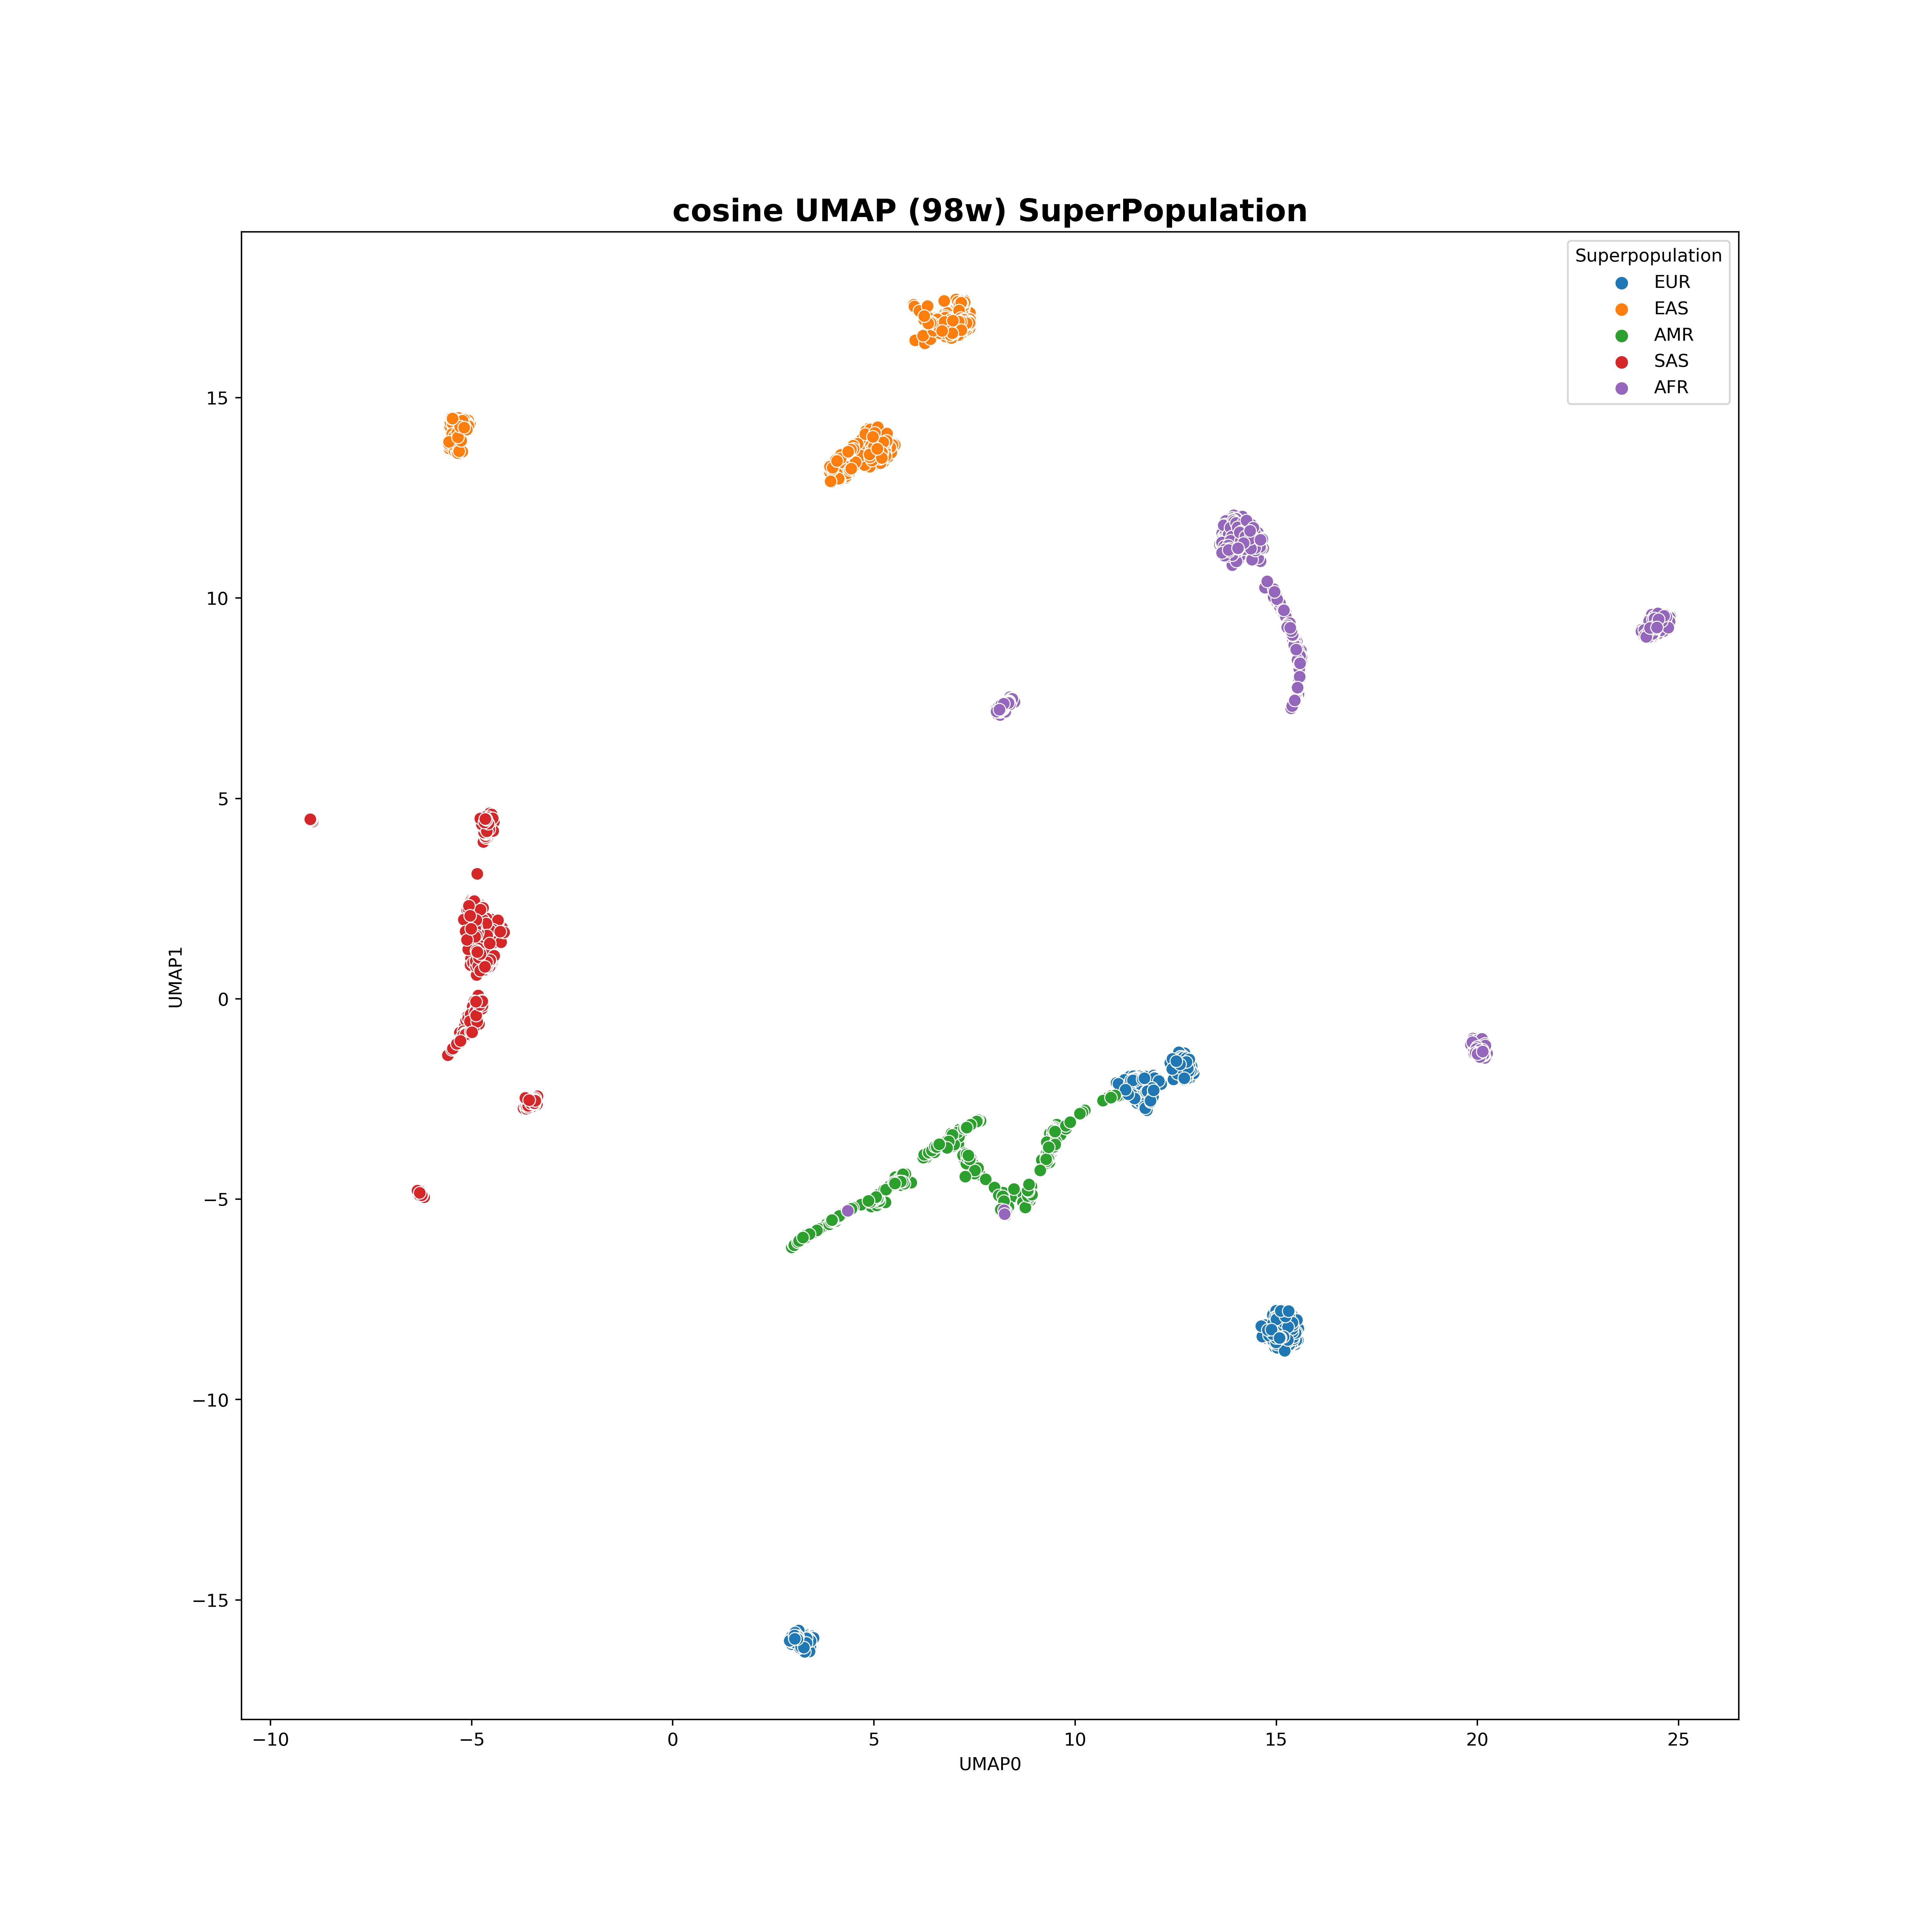 cosine UMAP (98w) SuperPopulation
Superpopulation
EUR
EAS
AMR
SAS
AFR
15
10
5
0
−5
−10
−15
UMAP1
−10 −5 0 5 10 15 20 25
UMAP0